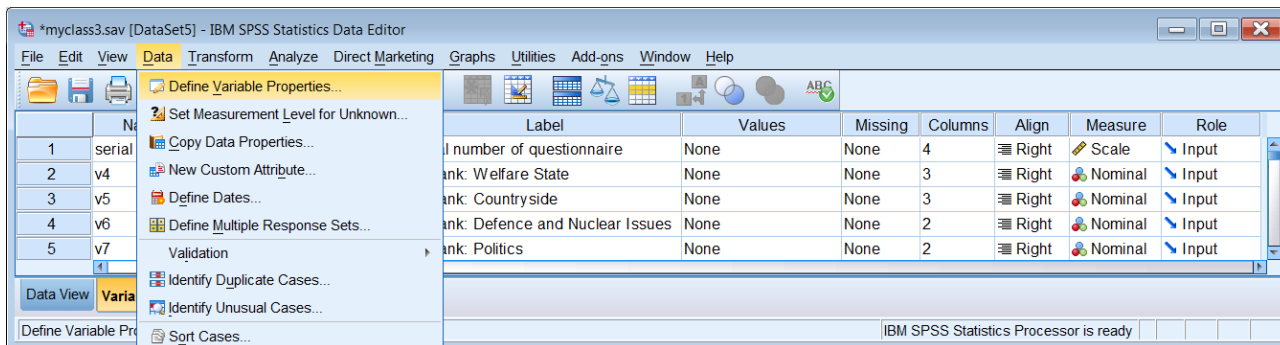 *myclass3.sav [DataSet5] - IBM SPSS Statistics Data Editor
File Edit View Data Transform Analyze Direct Marketing Graphs Utilities Add-ons Window Help
Define Variable Properties...
Set Measurement Level for Unknown...
Copy Data Properties...
New Custom Attribute...
Define Dates...
Define Multiple Response Sets...
Validation
Identify Duplicate Cases...
Identify Unusual Cases...
Sort Cases...
Label Values Missing Columns Align Measure Role
1 serial number of questionnaire None None 4 Right Scale Input
2 v4 ank: Welfare State None None 3 Right Nominal Input
3 v5 ank: Countryside None None 3 Right Nominal Input
4 v6 ank: Defence and Nuclear Issues None None 2 Right Nominal Input
5 v7 ank: Politics None None 2 Right Nominal Input
Data View Varia
Define Variable Pro
IBM SPSS Statistics Processor is ready